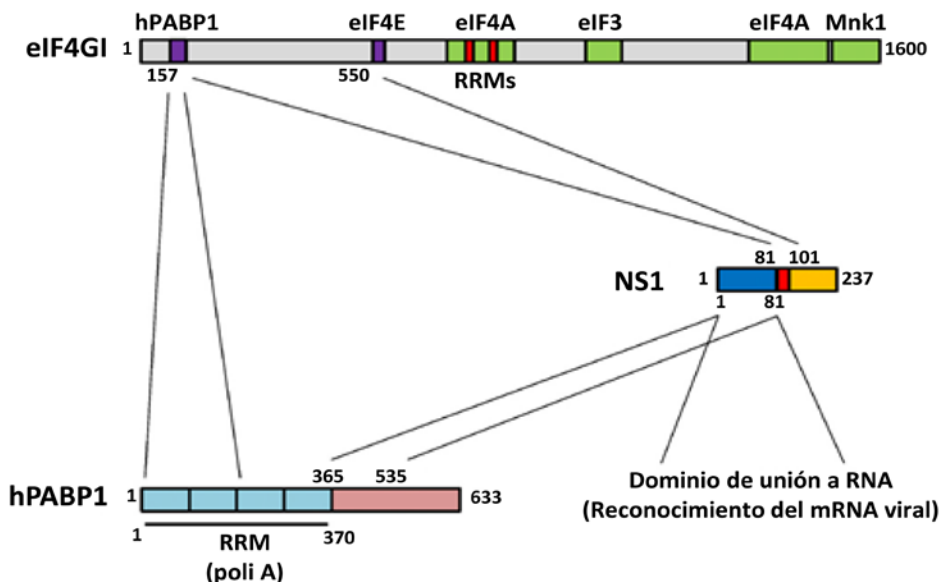 hPABP1 eIF4E eIF4A eIF3 eIF4A Mnk1
eIF4GI 1 1600
157 550 RRMs
81 101
NS1 1 237
1 81
365 535
hPABP1 1 633
1 RRM 370
(poli A)
Dominio de unión a RNA
(Reconocimiento del mRNA viral)